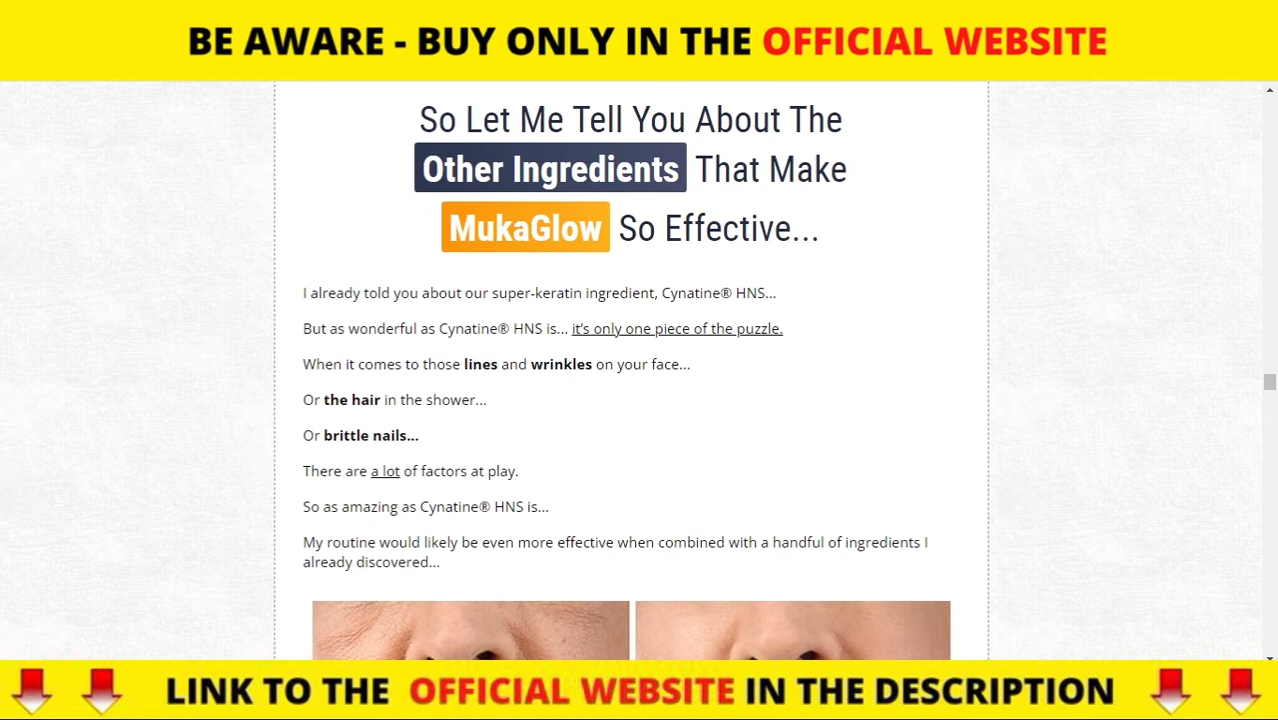 BE AWARE - BUY ONLY IN THE OFFICIAL WEBSITE
So Let Me Tell You About The
Other Ingredients That Make
MukaGlow So Effective...
I already told you about our super-keratin ingredient, Cynatine® HNS...
But as wonderful as Cynatine® HNS is... it's only one piece of the puzzle.
When it comes to those lines and wrinkles on your face...
Or the hair in the shower...
Or brittle nails...
There are a lot of factors at play.
So as amazing as Cynatine® HNS is...
My routine would likely be even more effective when combined with a handful of ingredients I
already discovered...
LINK TO THE OFFICIAL WEBSITE IN THE DESCRIPTION